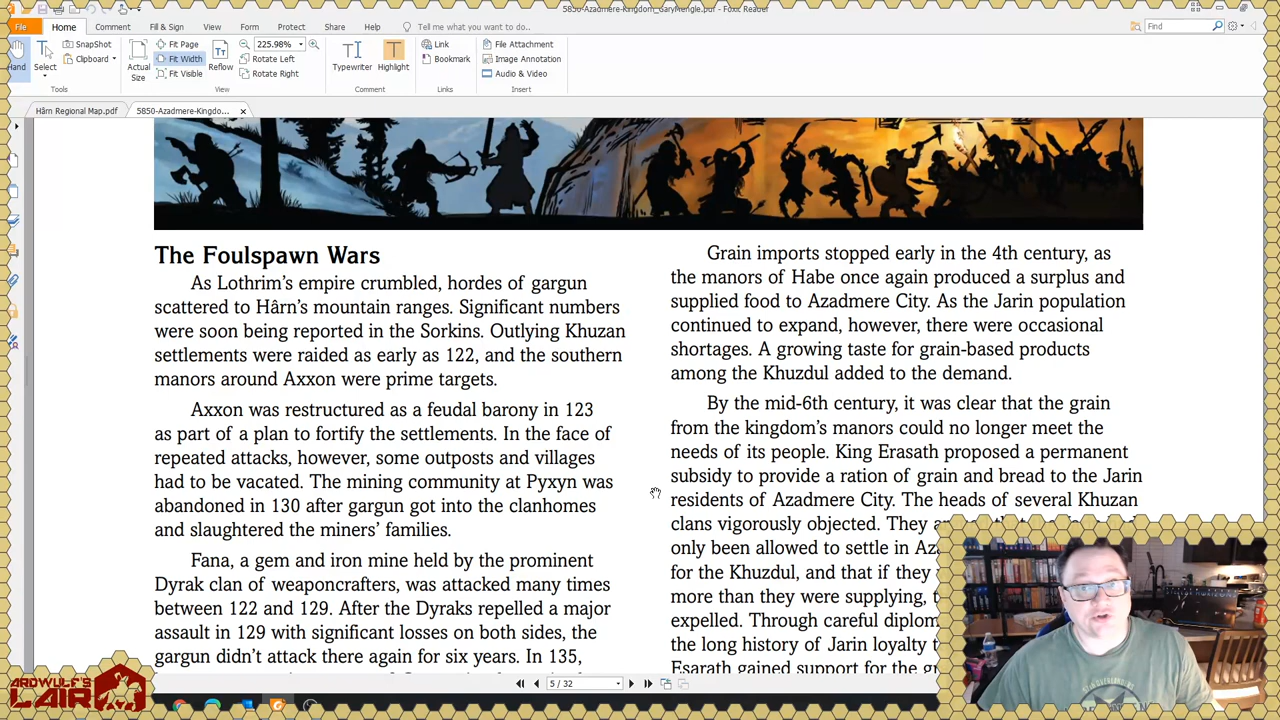 5850-Azadmere-Kingdom_GaryMengle.pdf - Foxit Reader
File
Home
Comment
Fill & Sign
View
Form
Protect
Share
Help
Tell me what you want to do...
Find
Hand
Select
SnapShot
Clipboard
Tools
Actual Size
Fit Page
Fit Width
Fit Visible
Reflow
225.98%
Rotate Left
Rotate Right
View
Typewriter
Highlight
Comment
Link
Bookmark
Links
File Attachment
Image Annotation
Audio & Video
Insert
Hârn Regional Map.pdf
5850-Azadmere-Kingdo...
The Foulspawn Wars
As Lothrim's empire crumbled, hordes of gargun
scattered to Hârn's mountain ranges. Significant numbers
were soon being reported in the Sorkins. Outlying Khuzan
settlements were raided as early as 122, and the southern
manors around Axxon were prime targets.
Axxon was restructured as a feudal barony in 123
as part of a plan to fortify the settlements. In the face of
repeated attacks, however, some outposts and villages
had to be vacated. The mining community at Pyxyn was
abandoned in 130 after gargun got into the clanhomes
and slaughtered the miners' families.
Fana, a gem and iron mine held by the prominent
Dyrak clan of weaponcrafters, was attacked many times
between 122 and 129. After the Dyraks repelled a major
assault in 129 with significant losses on both sides, the
gargun didn't attack there again for six years. In 135,
Grain imports stopped early in the 4th century, as
the manors of Habe once again produced a surplus and
supplied food to Azadmere City. As the Jarin population
continued to expand, however, there were occasional
shortages. A growing taste for grain-based products
among the Khuzdul added to the demand.
By the mid-6th century, it was clear that the grain
from the kingdom's manors could no longer meet the
needs of its people. King Erasath proposed a permanent
subsidy to provide a ration of grain and bread to the Jarin
residents of Azadmere City. The heads of several Khuzan
clans vigorously objected. They
only been allowed to settle in
for the Khuzdul, and that if they
more than they were supplying,
expelled. Through careful
the long history of Jarin loyalty
Esarath gained support for the
5 / 32
ARDWULF'S
LAIR